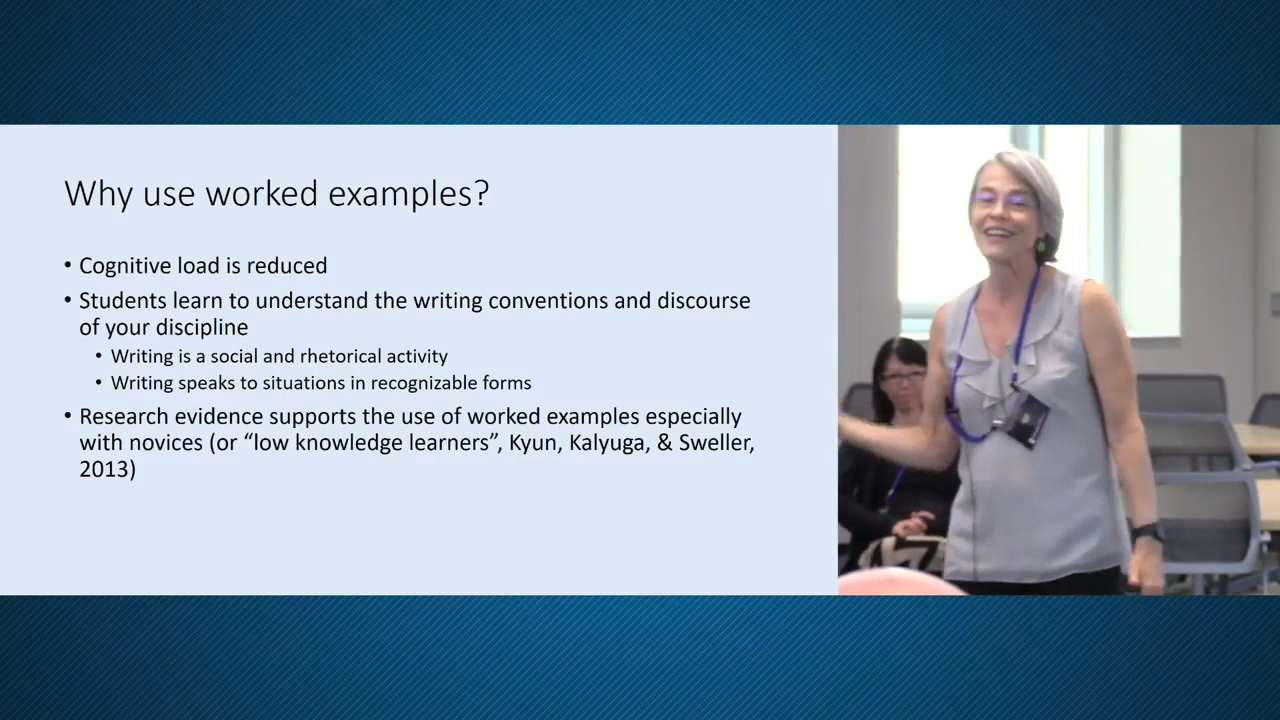 Why use worked examples?
• Cognitive load is reduced
• Students learn to understand the writing conventions and discourse
of your discipline
• Writing is a social and rhetorical activity
• Writing speaks to situations in recognizable forms
• Research evidence supports the use of worked examples especially
with novices (or “low knowledge learners”, Kyun, Kalyuga, & Sweller,
2013)